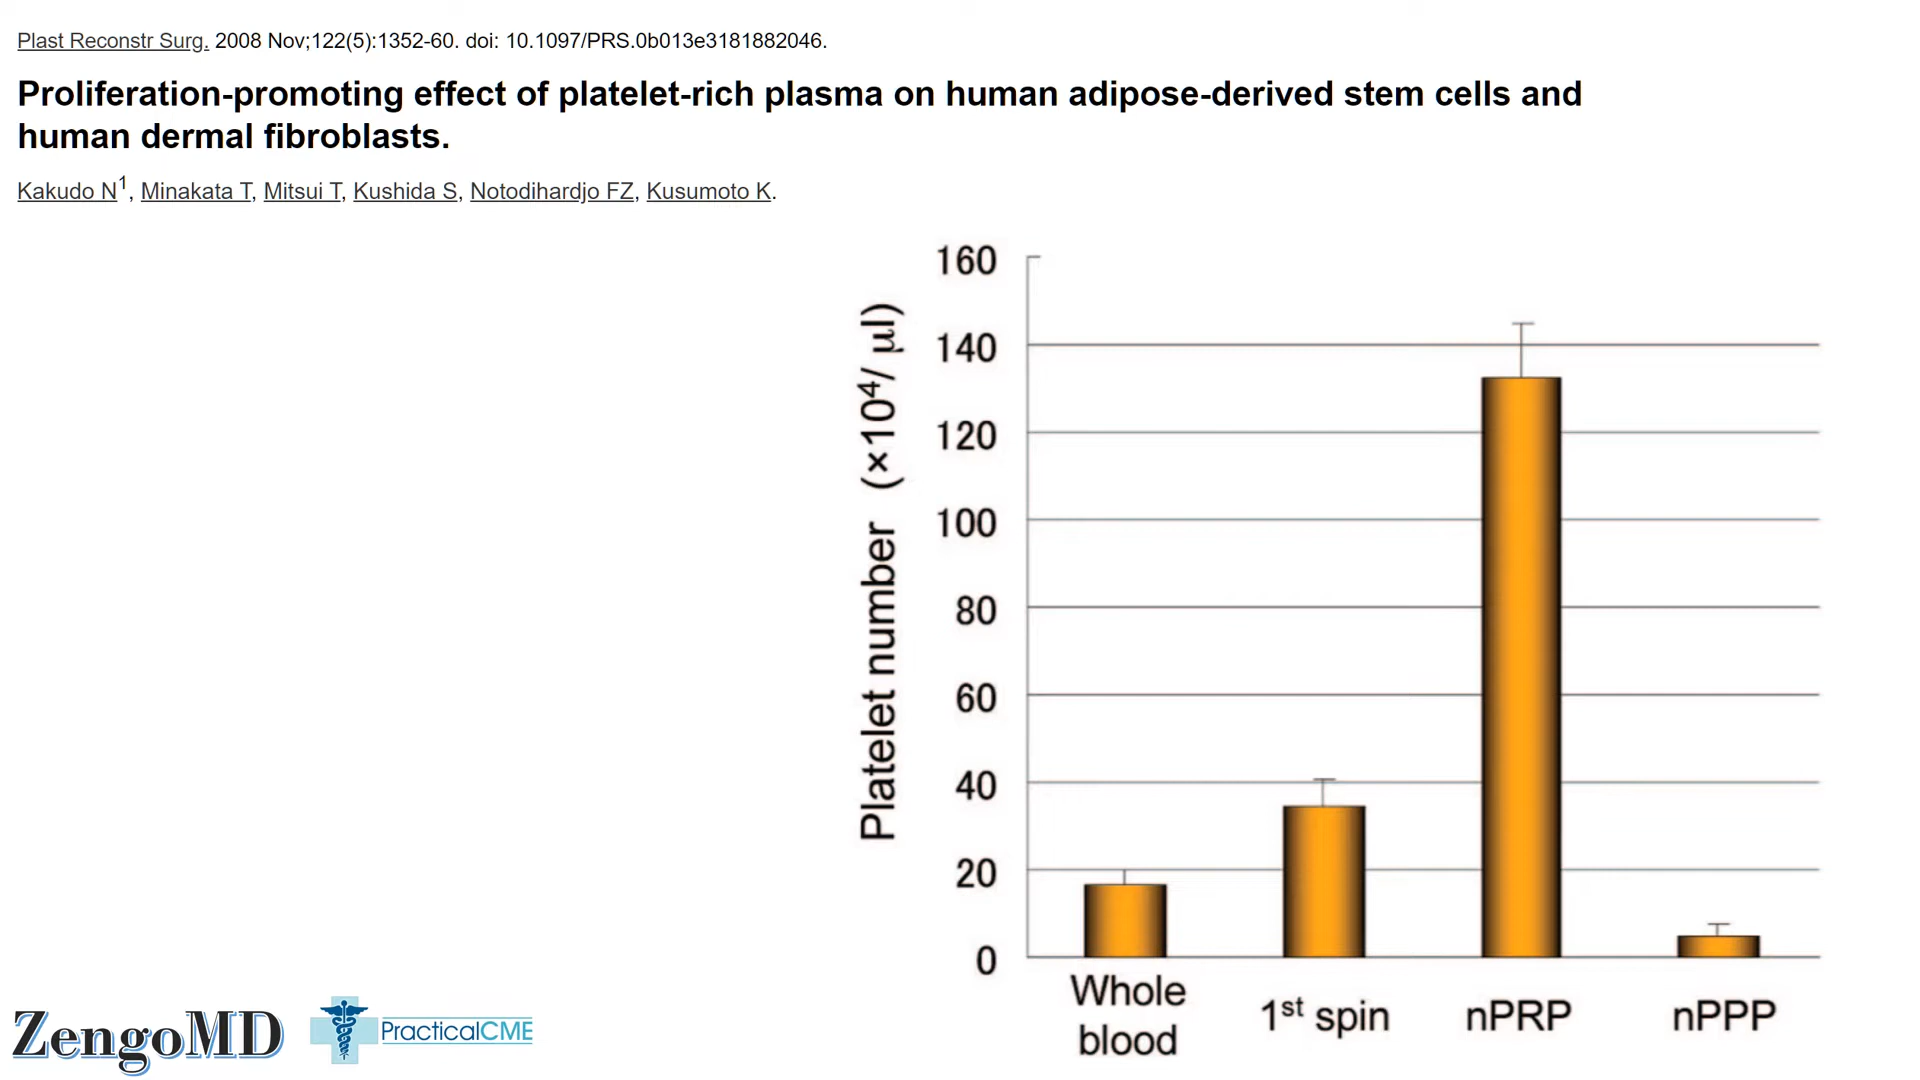 Plast Reconstr Surg. 2008 Nov;122(5):1352-60. doi: 10.1097/PRS.0b013e3181882046.
Proliferation-promoting effect of platelet-rich plasma on human adipose-derived stem cells and
human dermal fibroblasts.
Kakudo N¹, Minakata T, Mitsui T, Kushida S, Notodihardjo FZ, Kusumoto K.
Platelet number (×10⁴/ μl)
160
140
120
100
80
60
40
20
0
Whole
blood
1ˢᵗ spin
nPRP
nPPP
ZengoMD
PracticalCME